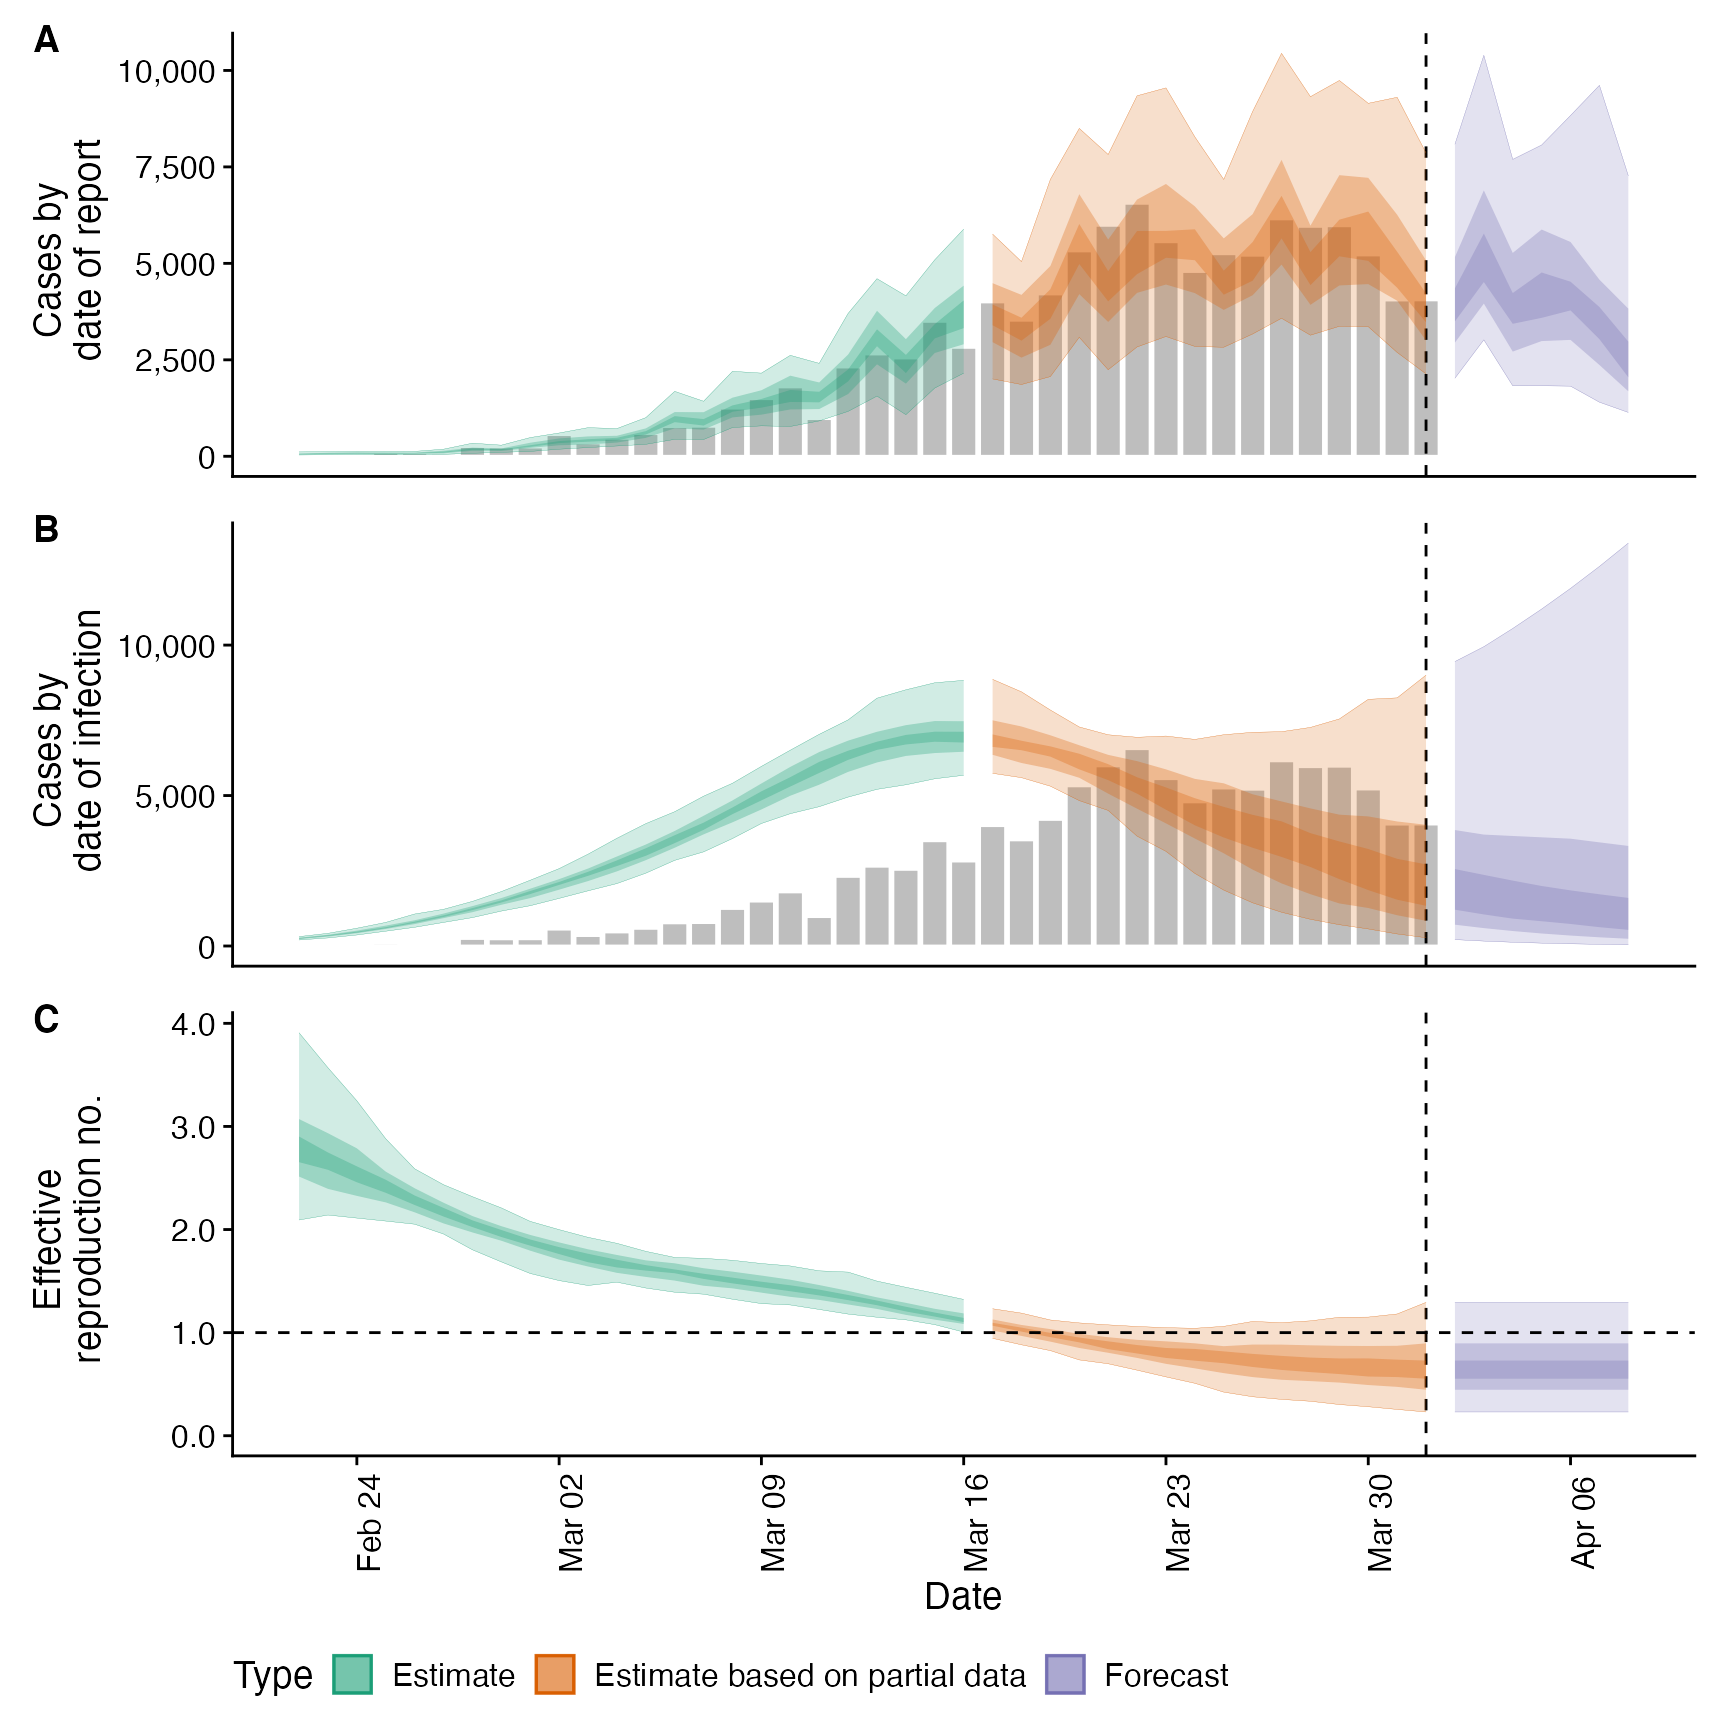 A
Cases by
date of report
10,000
7,500
5,000
2,500
0
B
Cases by
date of infection
10,000
5,000
0
C
Effective
reproduction no.
4.0
3.0
2.0
1.0
0.0
Feb 24
Mar 02
Mar 09
Mar 16
Mar 23
Mar 30
Apr 06
Date
Type Estimate Estimate based on partial data Forecast